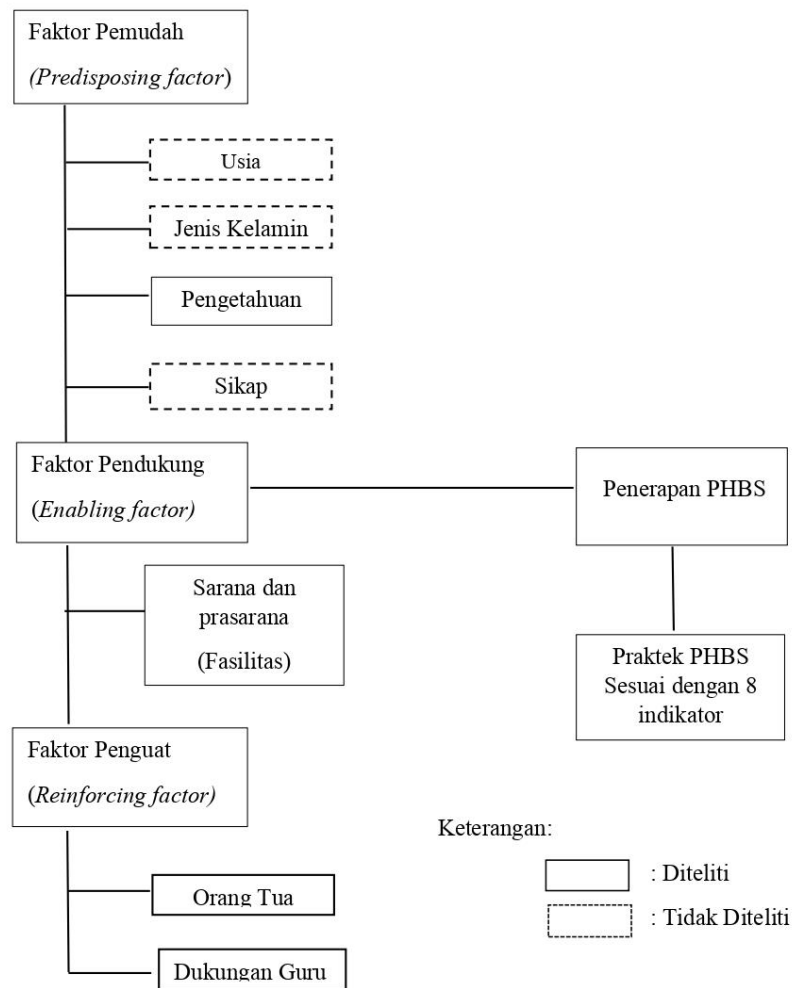 Faktor Pemudah
(Predisposing factor)
Usia
Jenis Kelamin
Pengetahuan
Sikap
Faktor Pendukung
(Enabling factor)
Penerapan PHBS
Sarana dan
prasarana
(Fasilitas)
Praktek PHBS
Sesuai dengan 8
indikator
Faktor Penguat
(Reinforcing factor)
Keterangan:
: Diteliti
: Tidak Diteliti
Orang Tua
Dukungan Guru